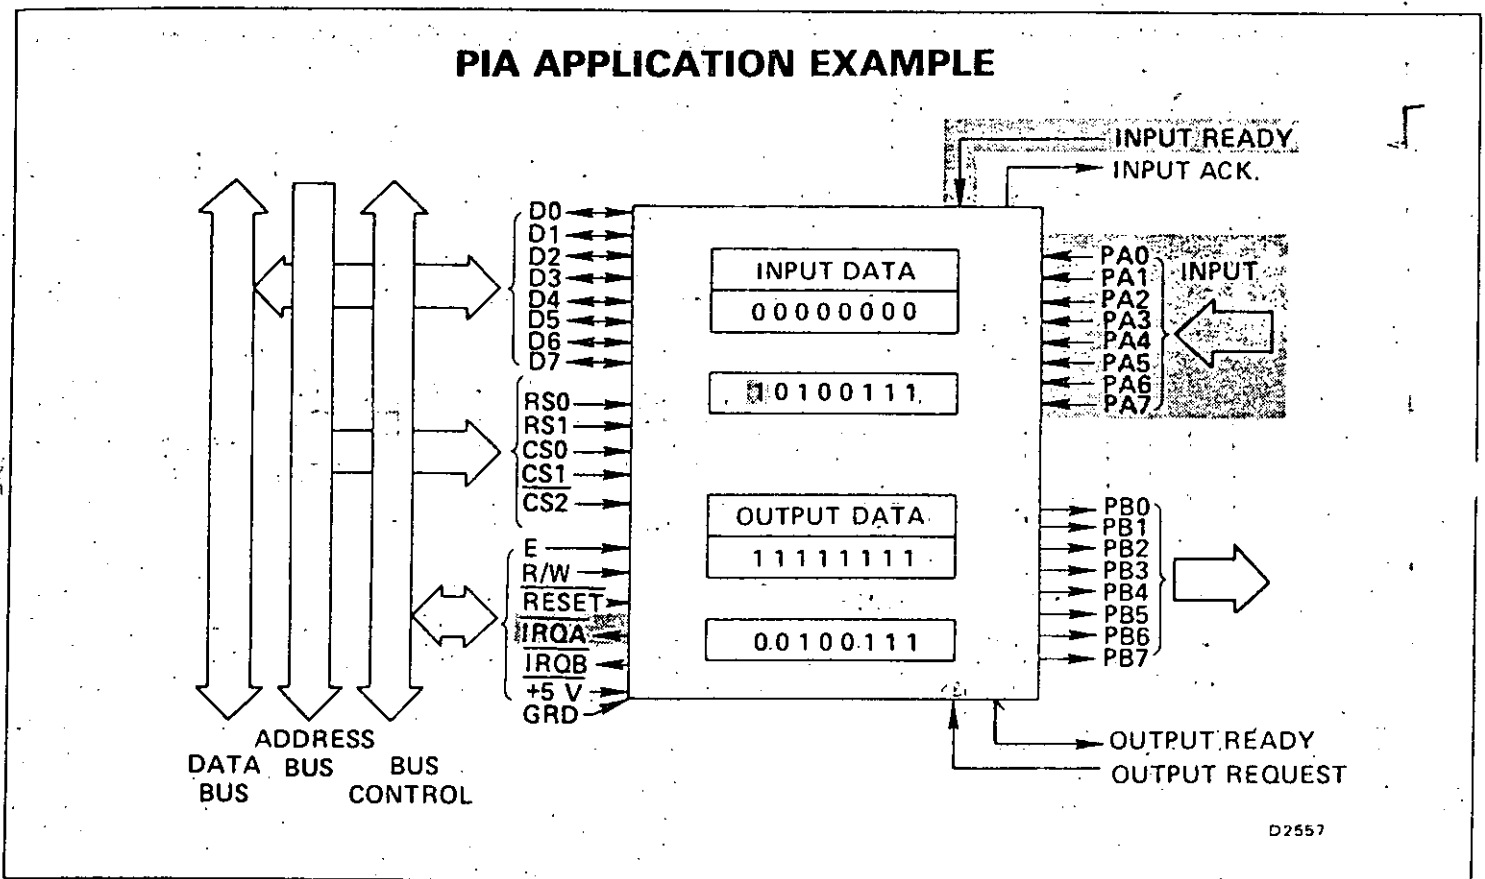 PIA APPLICATION EXAMPLE
INPUT READY
INPUT ACK.
D0
D1
D2
D3
D4
D5
D6
D7
RS0
RS1
CS0
CS1
CS2
E
R/W
RESET
IRQA
IRQB
+5 V
GRD
INPUT DATA
00000000
10100111
OUTPUT DATA
11111111
00100111
PA0
PA1
PA2
PA3
PA4
PA5
PA6
PA7
INPUT
PB0
PB1
PB2
PB3
PB4
PB5
PB6
PB7
OUTPUT READY
OUTPUT REQUEST
DATA
BUS
ADDRESS
BUS
BUS
CONTROL
D2557